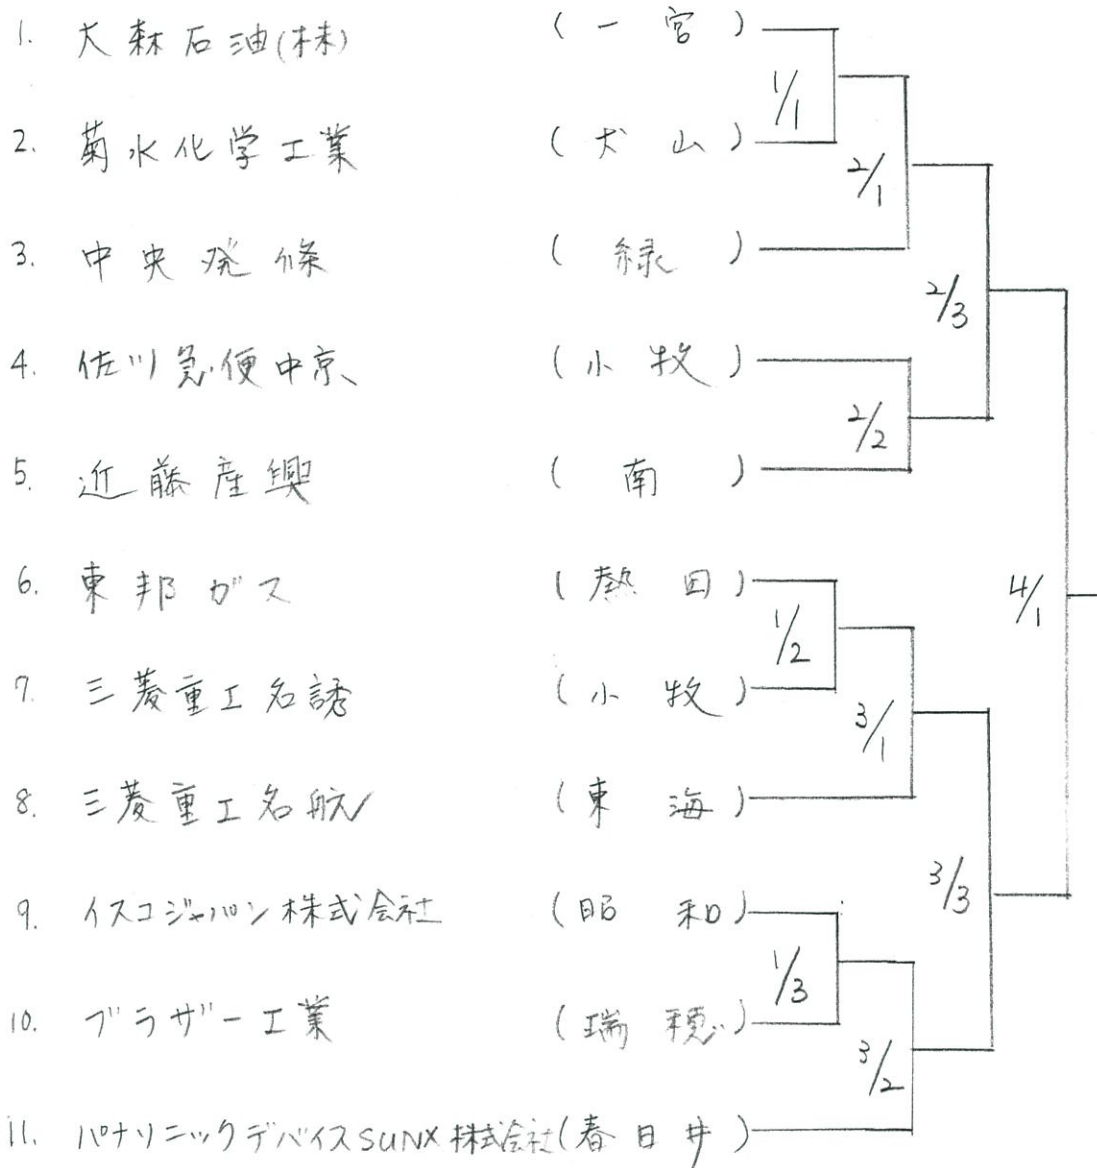 1. 大森石油(株) (一宮)
1/1
2. 菊水化学工業 (犬山)
2/1
3. 中央発條 (緑)
2/3
4. 佐川急便中京 (小牧)
2/2
5. 近藤産興 (南)
6. 東邦ガス (熱田)
4/1
1/2
7. 三菱重工名誘 (小牧)
3/1
8. 三菱重工名航 (東海)
3/3
9. イスコジャパン株式会社 (昭和)
1/3
10. ブラザー工業 (瑞穂)
3/2
11. パナソニックデバイスSUNX株式会社(春日井)